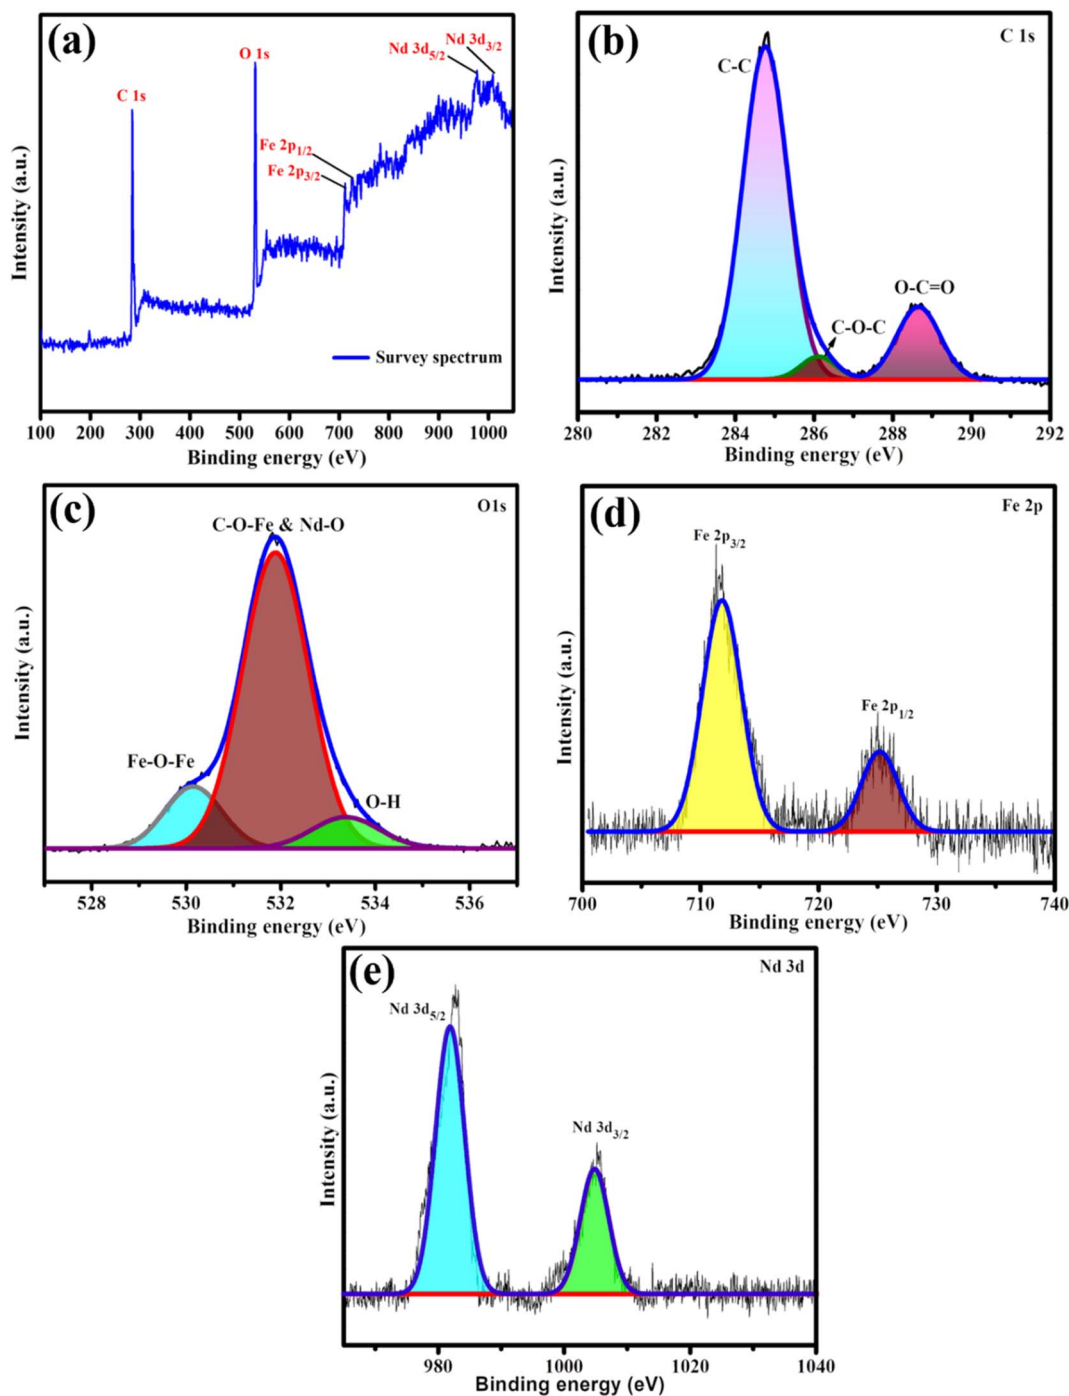 (a)
C 1s
O 1s
Fe 2p1/2
Fe 2p3/2
Nd 3d5/2
Nd 3d3/2
Survey spectrum
Intensity (a.u.)
100 200 300 400 500 600 700 800 900 1000
Binding energy (eV)
(b)
C 1s
C-C
C-O-C
O-C=O
Intensity (a.u.)
280 282 284 286 288 290 292
Binding energy (eV)
(c)
O1s
C-O-Fe & Nd-O
Fe-O-Fe
O-H
Intensity (a.u.)
528 530 532 534 536
Binding energy (eV)
(d)
Fe 2p
Fe 2p3/2
Fe 2p1/2
Intensity (a.u.)
700 710 720 730 740
Binding energy (eV)
(e)
Nd 3d
Nd 3d5/2
Nd 3d3/2
Intensity (a.u.)
980 1000 1020 1040
Binding energy (eV)